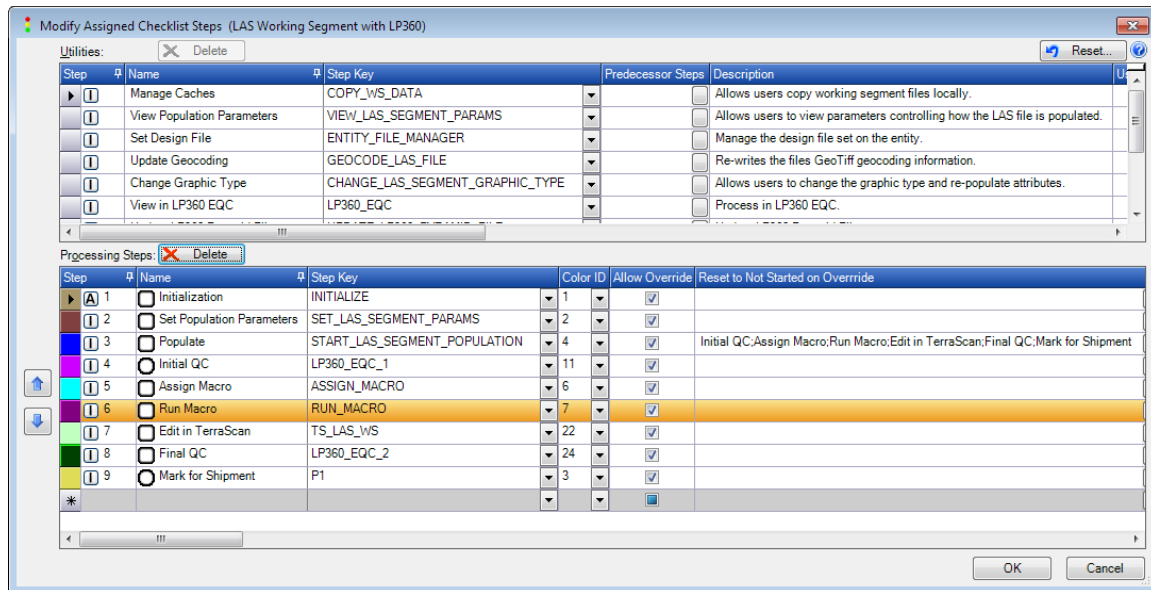 Modify Assigned Checklist Steps (LAS Working Segment with LP360)
Utilities: Delete Reset...
Step Name Step Key Predecessor Steps Description
I Manage Caches COPY_WS_DATA Allows users copy working segment files locally.
I View Population Parameters VIEW_LAS_SEGMENT_PARAMS Allows users to view parameters controlling how the LAS file is populated.
I Set Design File ENTITY_FILE_MANAGER Manage the design file set on the entity.
I Update Geocoding GEOCODE_LAS_FILE Re-writes the files GeoTiff geocoding information.
I Change Graphic Type CHANGE_LAS_SEGMENT_GRAPHIC_TYPE Allows users to change the graphic type and re-populate attributes.
I View in LP360 EQC LP360_EQC Process in LP360 EQC.
Processing Steps: Delete
Step Name Step Key Color ID Allow Override Reset to Not Started on Overrride
A 1 Initialization INITIALIZE 1
I 2 Set Population Parameters SET_LAS_SEGMENT_PARAMS 2
I 3 Populate START_LAS_SEGMENT_POPULATION 4 Initial QC;Assign Macro;Run Macro;Edit in TerraScan;Final QC;Mark for Shipment
I 4 Initial QC LP360_EQC_1 11
I 5 Assign Macro ASSIGN_MACRO 6
I 6 Run Macro RUN_MACRO 7
I 7 Edit in TerraScan TS_LAS_WS 22
I 8 Final QC LP360_EQC_2 24
I 9 Mark for Shipment P1 3
OK Cancel